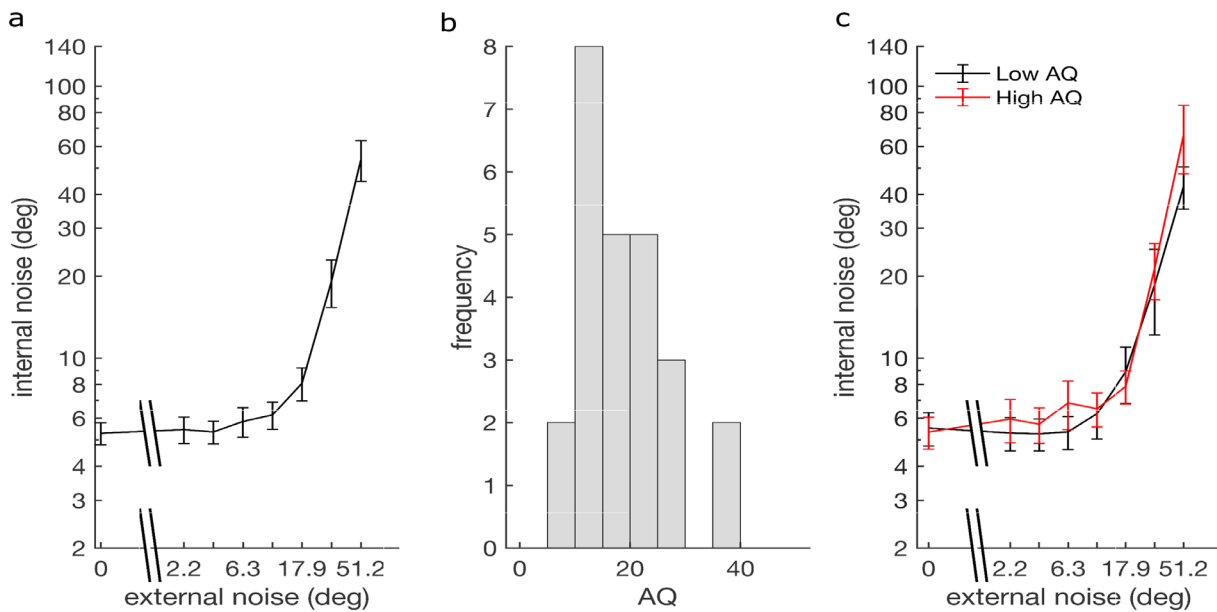 a
140
100
80
60
40
30
20
10
8
6
4
3
2
internal noise (deg)
0 2.2 6.3 17.9 51.2
external noise (deg)
b
8
7
6
5
4
3
2
1
0
frequency
0 20 40
AQ
c
140
100
80
60
40
30
20
10
8
6
4
3
2
internal noise (deg)
Low AQ
High AQ
0 2.2 6.3 17.9 51.2
external noise (deg)